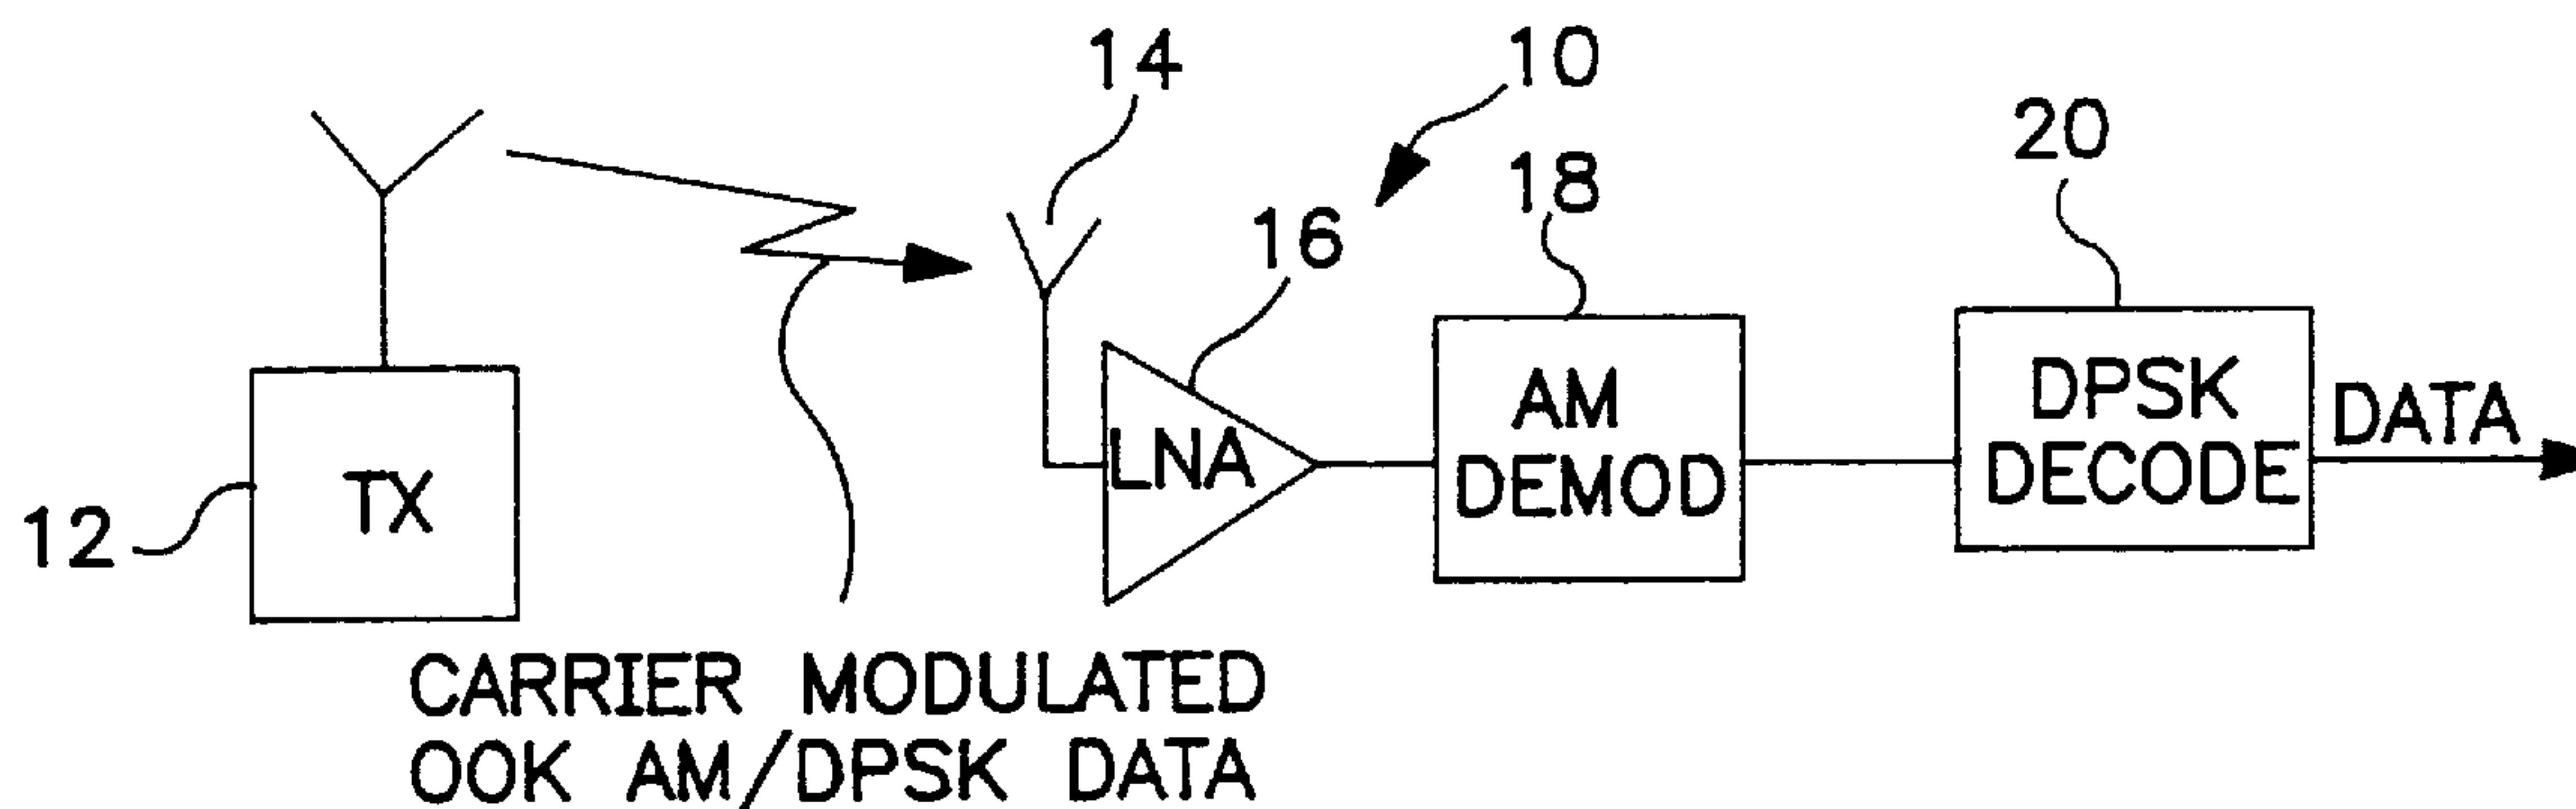 14
10
20
18
16
12
TX
LNA
AM
DEMOD
DPSK
DECODE
DATA
CARRIER MODULATED
OOK AM/DPSK DATA